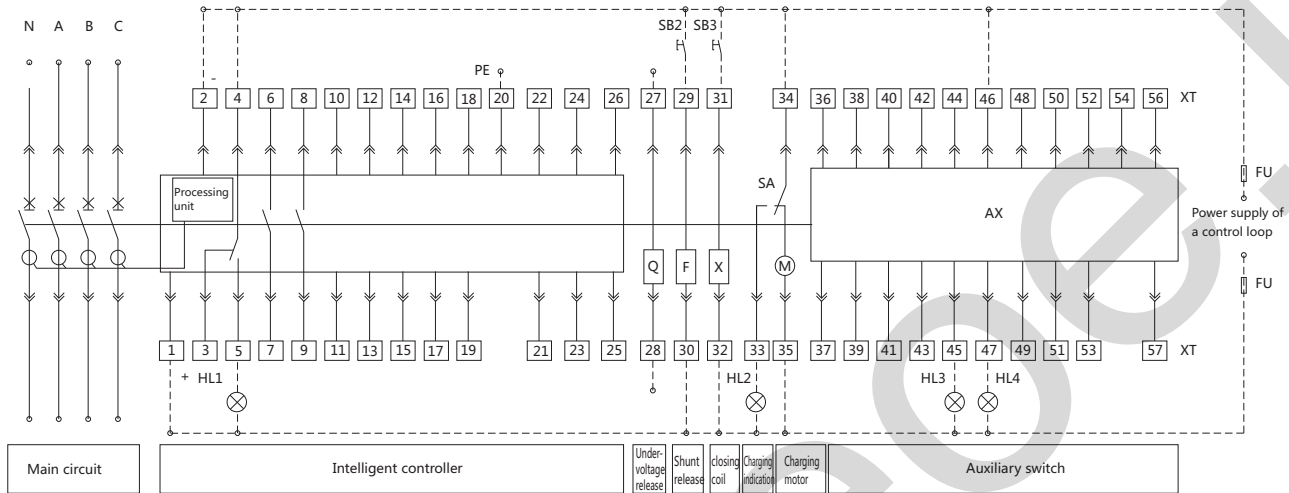 N A B C
SB2 SB3
PE
-
2 4 6 8 10 12 14 16 18 20 22 24 26 27 29 31 34 36 38 40 42 44 46 48 50 52 54 56 XT
Processing
unit
SA
AX
FU
Power supply of
a control loop
Q F X M
FU
1 3 5 7 9 11 13 15 17 19 21 23 25 28 30 32 33 35 37 39 41 43 45 47 49 51 53 57 XT
+ HL1 HL2 HL3 HL4
Main circuit
Intelligent controller
Under-
voltage
release
Shunt
release
closing
coil
Charging
indication
Charging
motor
Auxiliary switch